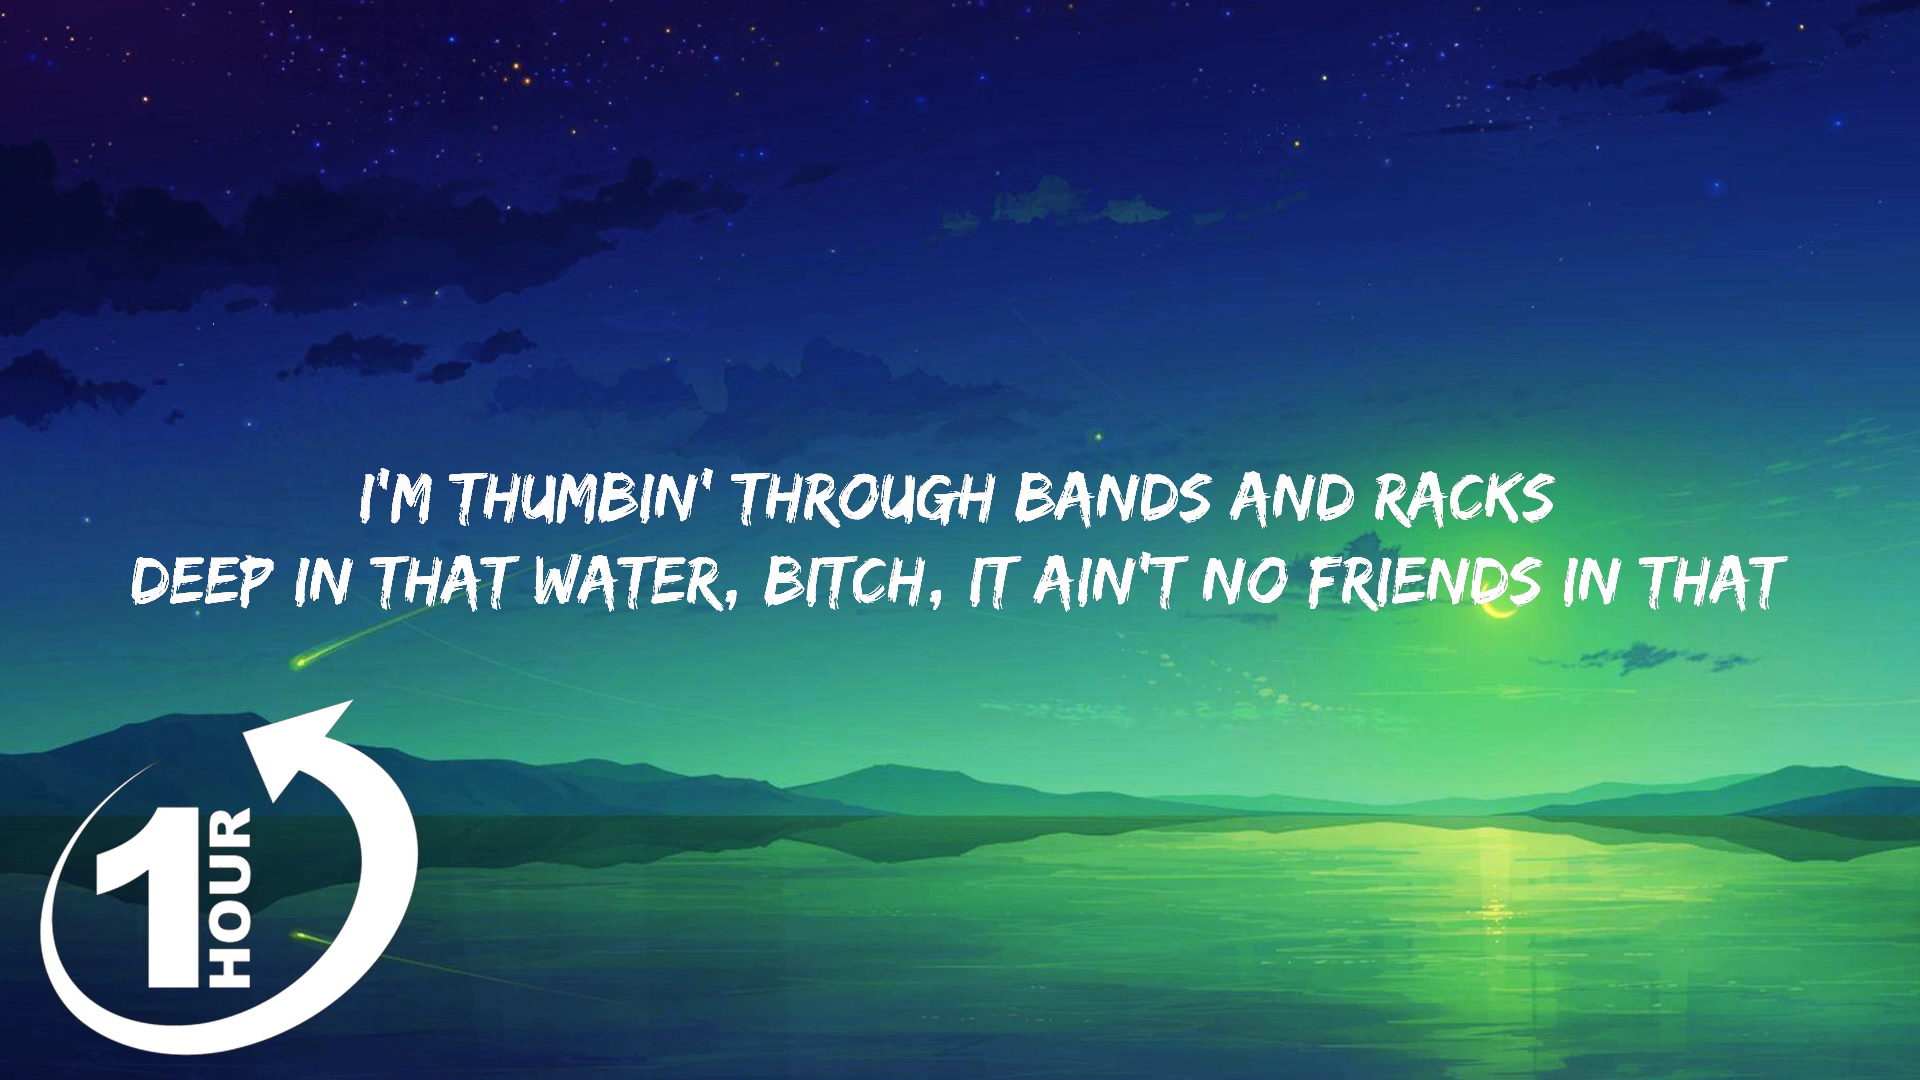 I'M THUMBIN' THROUGH BANDS AND RACKS
DEEP IN THAT WATER, BITCH, IT AIN'T NO FRIENDS IN THAT
1 HOUR